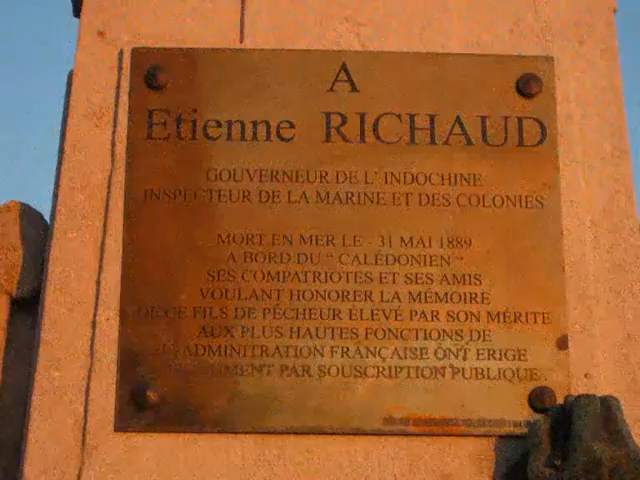 A
Etienne RICHAUD
GOUVERNEUR DE L' INDOCHINE
INSPECTEUR DE LA MARINE ET DES COLONIES
MORT EN MER LE - 31 MAI 1889
A BORD DU " CALÉDONIEN "
SES COMPATRIOTES ET SES AMIS
VOULANT HONORER LA MÉMOIRE
DE CE FILS DE PÊCHEUR ÉLEVÉ PAR SON MÉRITE
AUX PLUS HAUTES FONCTIONS DE
L'ADMINITRATION FRANÇAISE ONT ERIGE
PAR SOUSCRIPTION PUBLIQUE